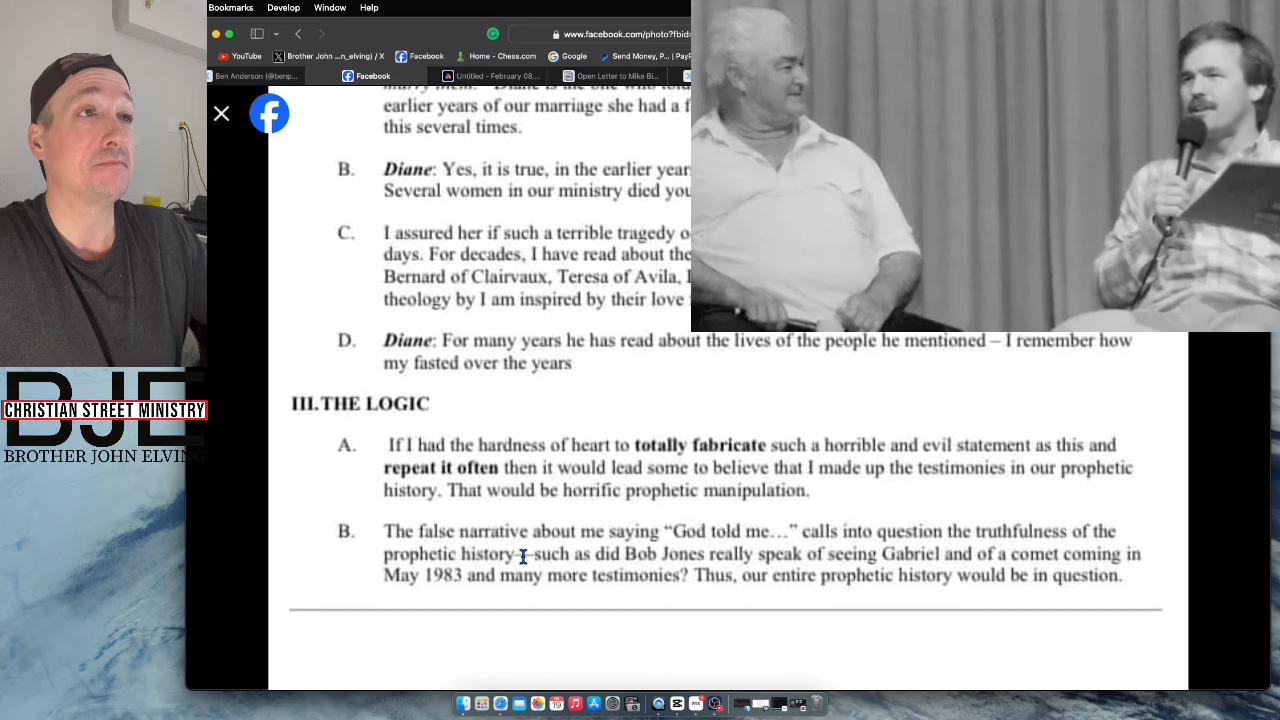 Bookmarks Develop Window Help
www.facebook.com/photo?fbid=
YouTube Brother John ...n_elving) / X Facebook Home - Chess.com Google Send Money, P... | PayP
Ben Anderson (@benp... Facebook Untitled - February 08,... Open Letter to Mike Bi...
earlier years of our marriage she had a f
this several times.
B. Diane: Yes, it is true, in the earlier year
Several women in our ministry died you
C. I assured her if such a terrible tragedy o
days. For decades, I have read about the
Bernard of Clairvaux, Teresa of Avila,
theology by I am inspired by their love
D. Diane: For many years he has read about the lives of the people he mentioned – I remember how
my fasted over the years
III. THE LOGIC
A. If I had the hardness of heart to totally fabricate such a horrible and evil statement as this and
repeat it often then it would lead some to believe that I made up the testimonies in our prophetic
history. That would be horrific prophetic manipulation.
B. The false narrative about me saying “God told me…” calls into question the truthfulness of the
prophetic history – such as did Bob Jones really speak of seeing Gabriel and of a comet coming in
May 1983 and many more testimonies? Thus, our entire prophetic history would be in question.
BJE
CHRISTIAN STREET MINISTRY
BROTHER JOHN ELVING